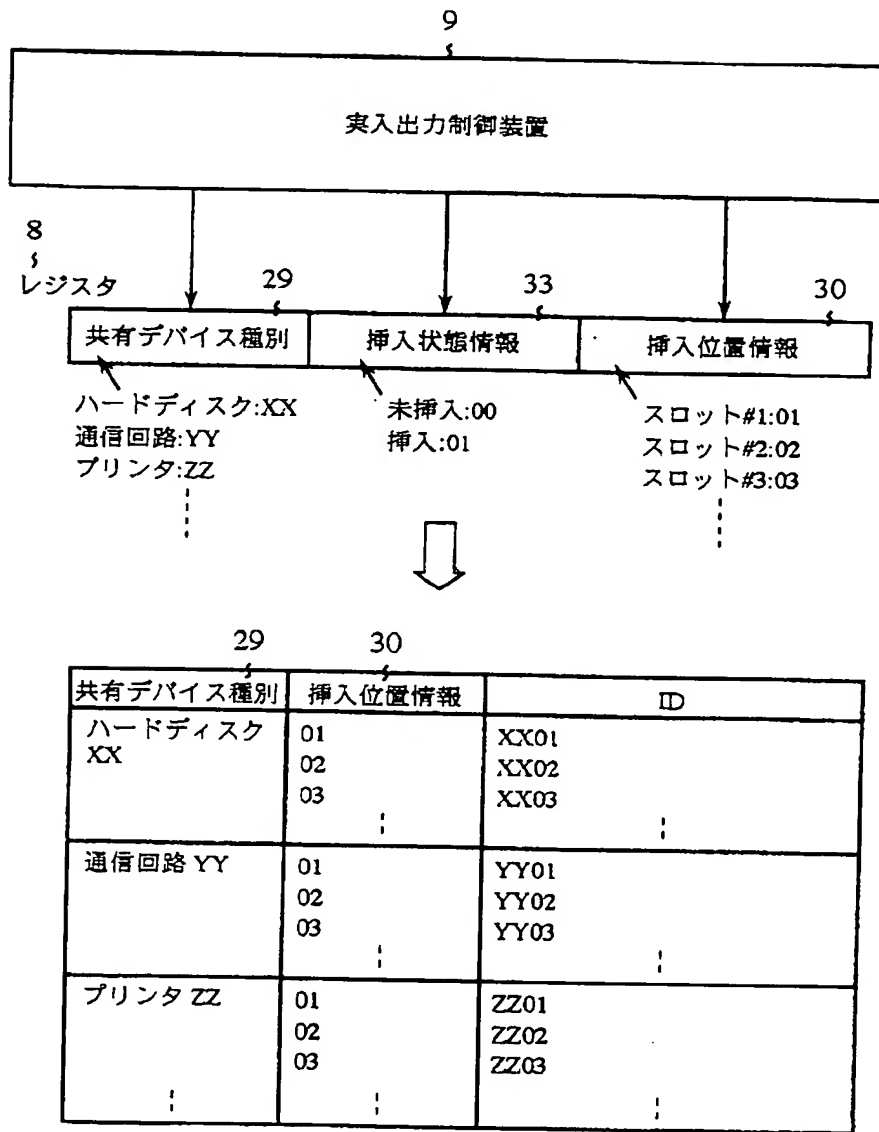 9
実入出力制御装置
8
レジスタ
29
33
30
共有デバイス種別 挿入状態情報 挿入位置情報
ハードディスク:XX
通信回路:YY
プリンタ:ZZ
未挿入:00
挿入:01
スロット#1:01
スロット#2:02
スロット#3:03
29
30
共有デバイス種別 挿入位置情報 ID
ハードディスク
XX
01 XX01
02 XX02
03 XX03
通信回路 YY 01 YY01
02 YY02
03 YY03
プリンタ ZZ 01 ZZ01
02 ZZ02
03 ZZ03